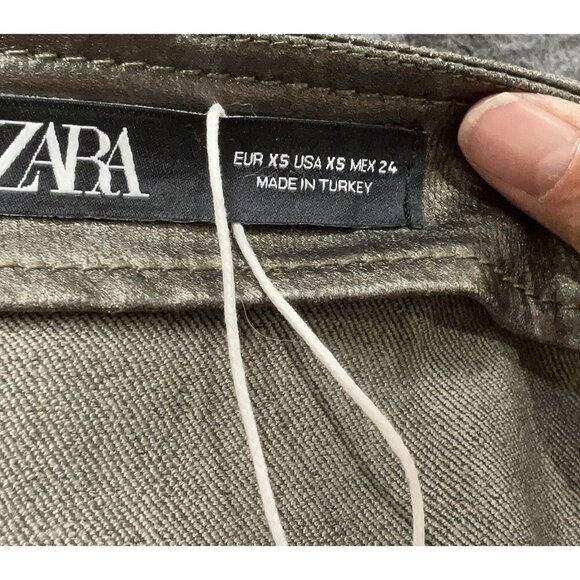 ZARA
EUR XS USA XS MEX 24
MADE IN TURKEY